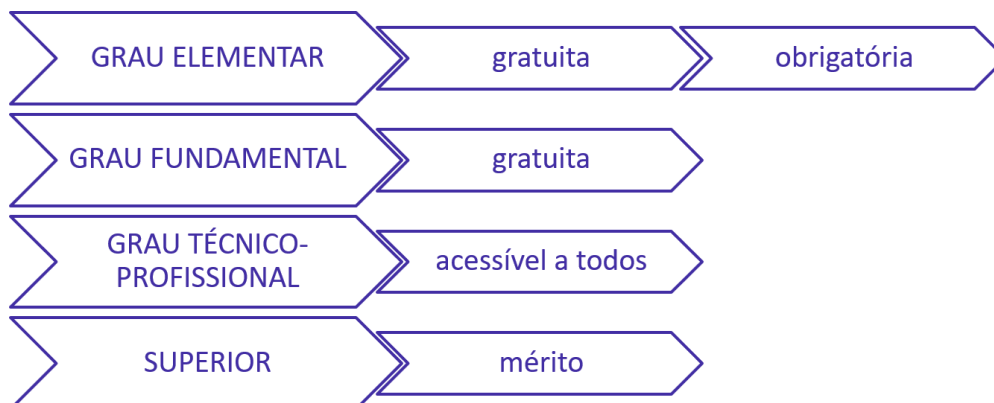 GRAU ELEMENTAR
gratuita
obrigatória
GRAU FUNDAMENTAL
gratuita
GRAU TÉCNICO-
PROFISSIONAL
acessível a todos
SUPERIOR
mérito